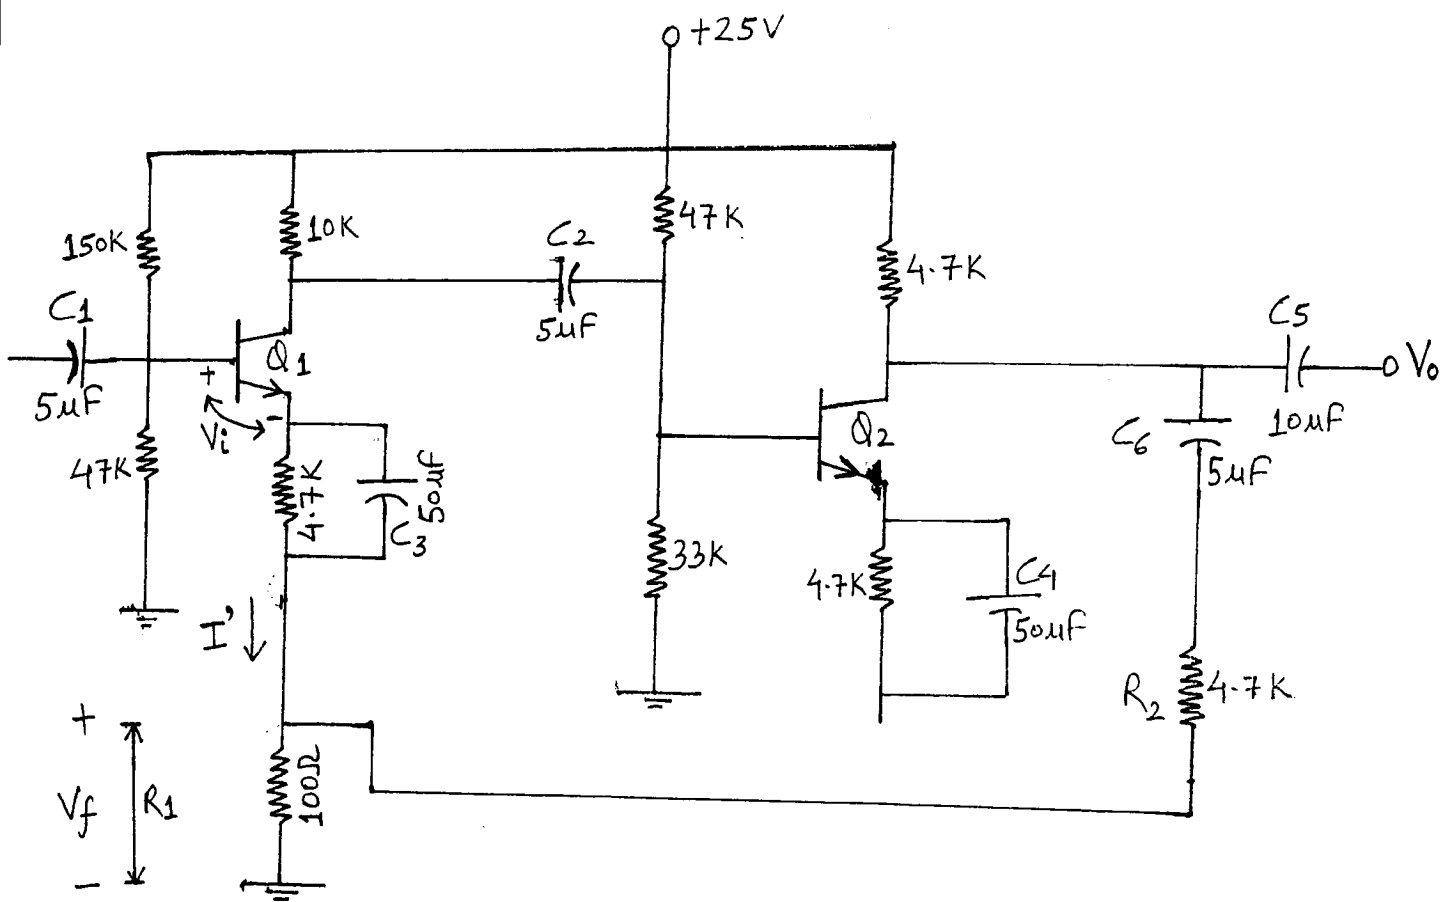 +25V
150K
10K
47K
C2
4.7K
C1
5μF
C5
Q1
V₀
5μF
+
-
Vi
Q2
10μF
C6
5μF
47K
4.7K
50μF
C3
33K
4.7K
C4
50μF
I'
R2
4.7K
+
Vf
R1
100Ω
-